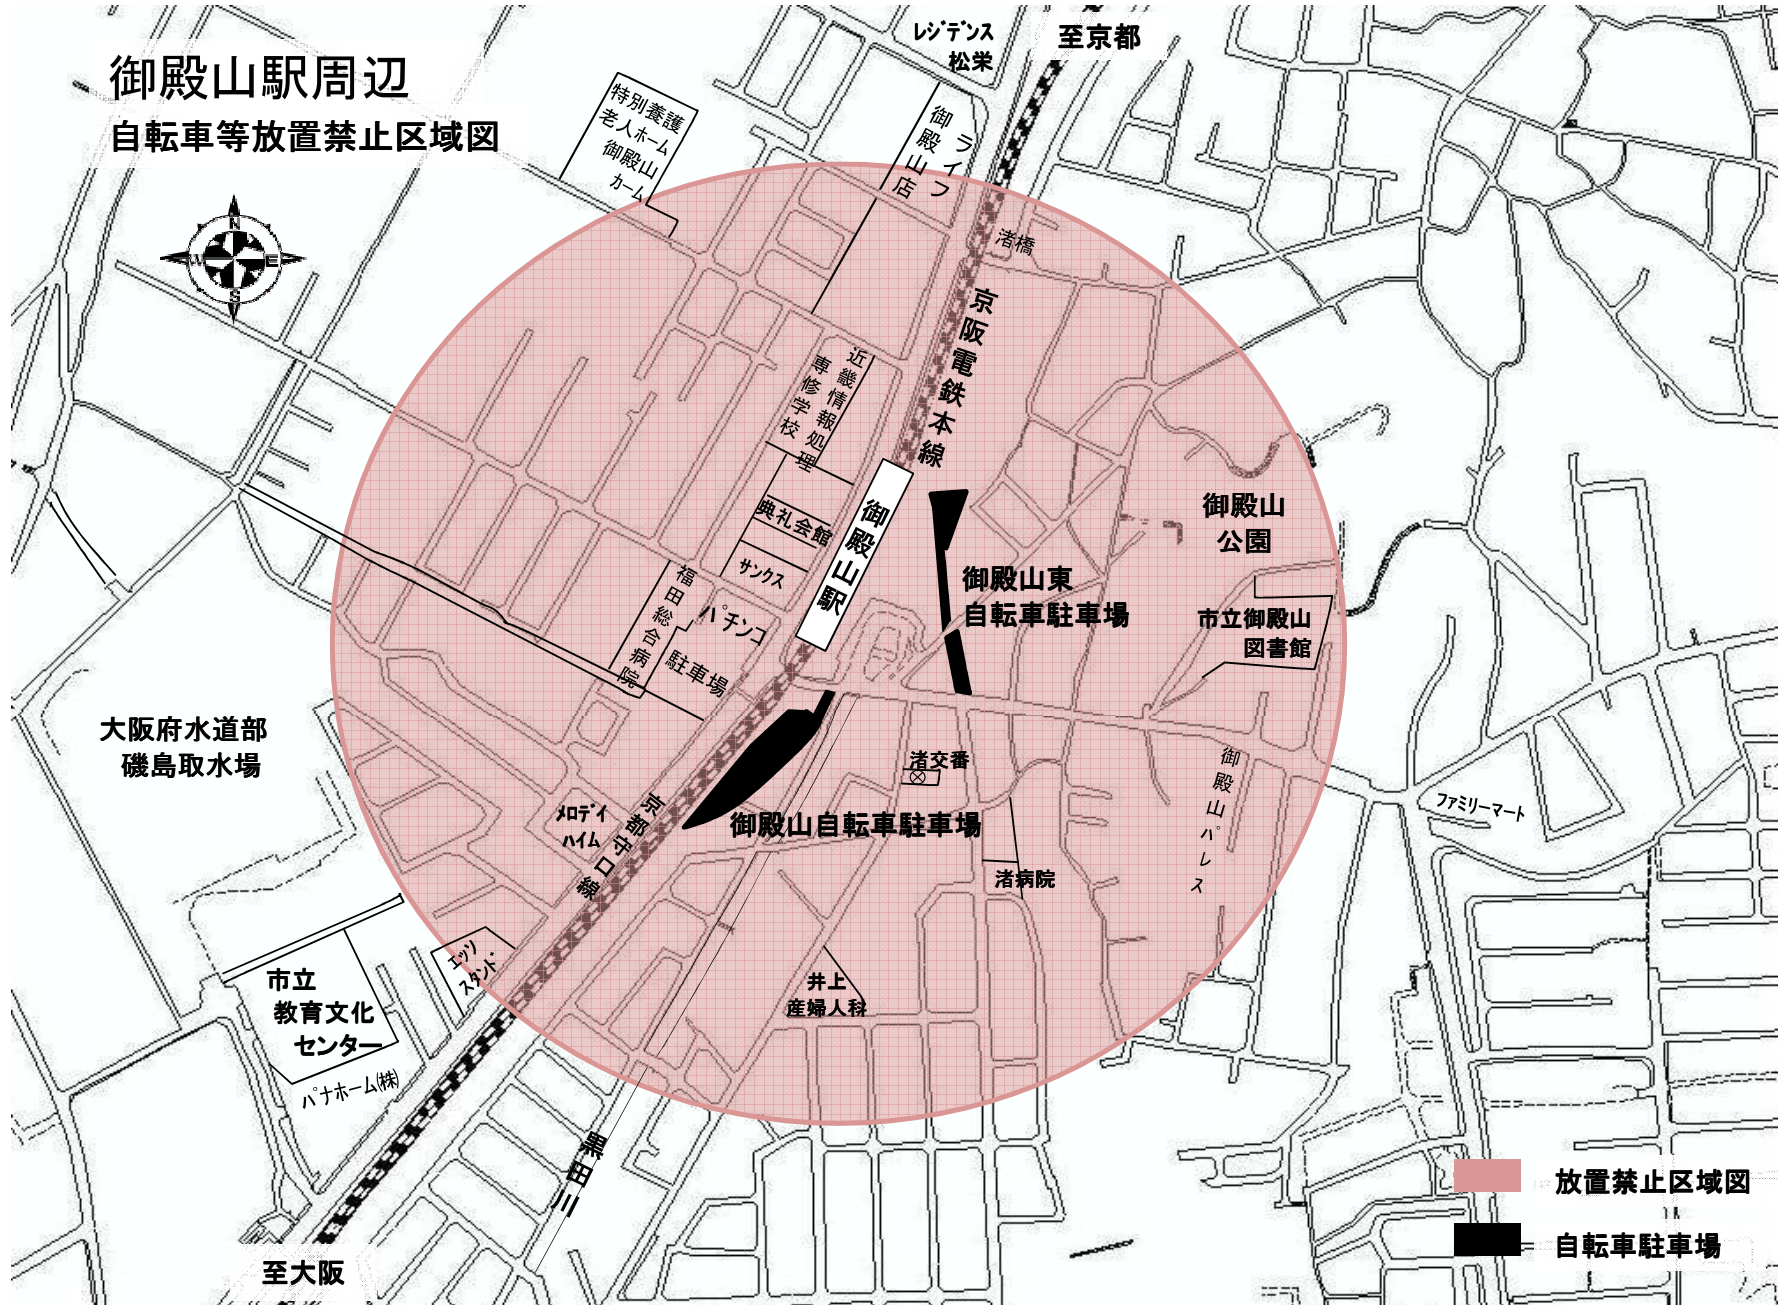 御殿山駅周辺
自転車等放置禁止区域図
レジデンス
松栄
至京都
特別養護
老人ホーム
御殿山
カーム
ライフ
御殿山店
N
W
E
S
渚橋
京阪電鉄本線
近畿情報処理
専修学校
典礼会館
サンクス
御殿山駅
福田総合病院
パチンコ
駐車場
御殿山
公園
御殿山東
自転車駐車場
市立御殿山
図書館
大阪府水道部
磯島取水場
渚交番
御殿山パレス
ファミリーマート
メロディ
ハイム
京都守口線
御殿山自転車駐車場
渚病院
エッソ
スタンド
井上
産婦人科
市立
教育文化
センター
パナホーム(株)
黒田川
至大阪
放置禁止区域図
自転車駐車場